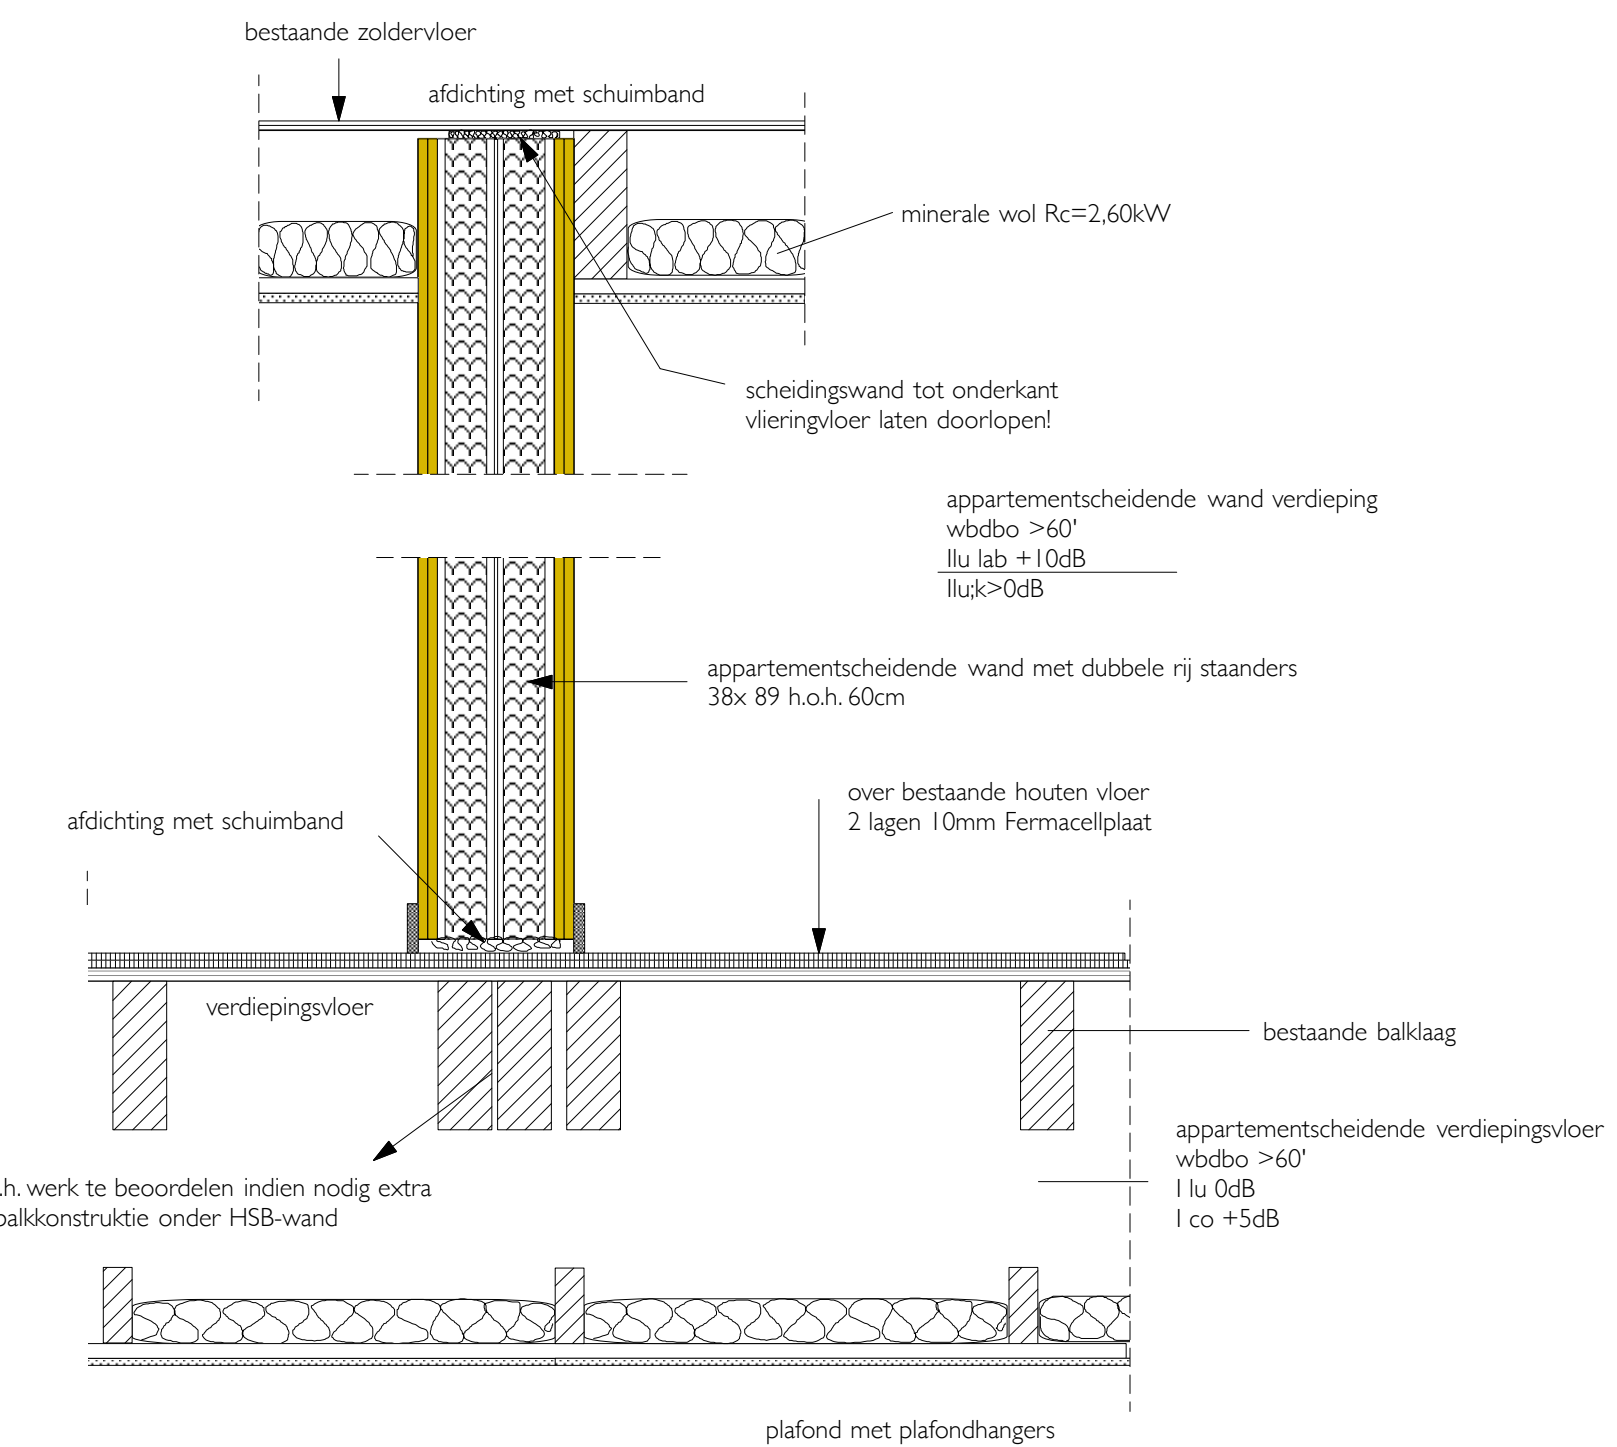 bestaande zoldervloer
afdichting met schuimband
minerale wol Rc=2,60kW
scheidingswand tot onderkant
vlieringvloer laten doorlopen!
appartementscheidende wand verdieping
wbdbo >60'
Ilu lab +10dB
Ilu;k>0dB
appartementscheidende wand met dubbele rij staanders
38x 89 h.o.h. 60cm
over bestaande houten vloer
2 lagen 10mm Fermacellplaat
afdichting met schuimband
verdiepingsvloer
bestaande balklaag
appartementscheidende verdiepingsvloer
wbdbo >60'
I lu 0dB
I co +5dB
.h. werk te beoordelen indien nodig extra
balkkonstruktie onder HSB-wand
plafond met plafondhangers